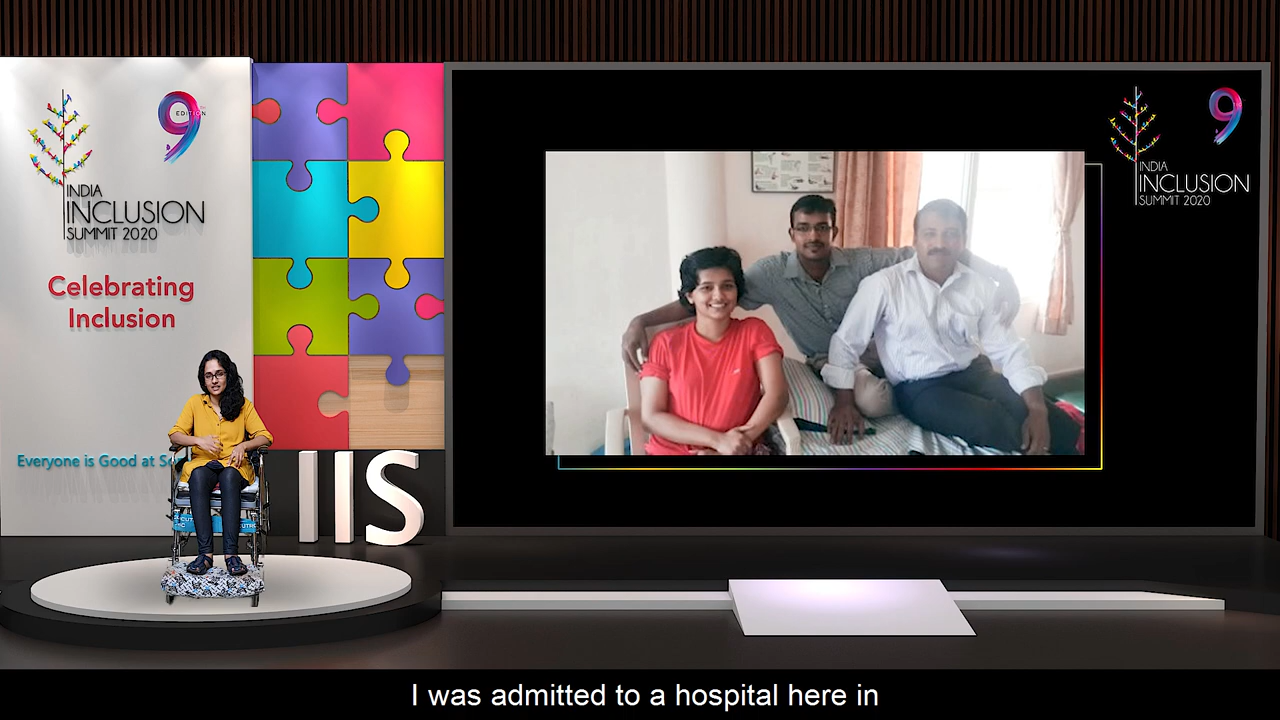 9
EDITION
INDIA
INCLUSION
SUMMIT 2020
Celebrating
Inclusion
Everyone is Good at
IIS
9
INDIA
INCLUSION
SUMMIT 2020
I was admitted to a hospital here in